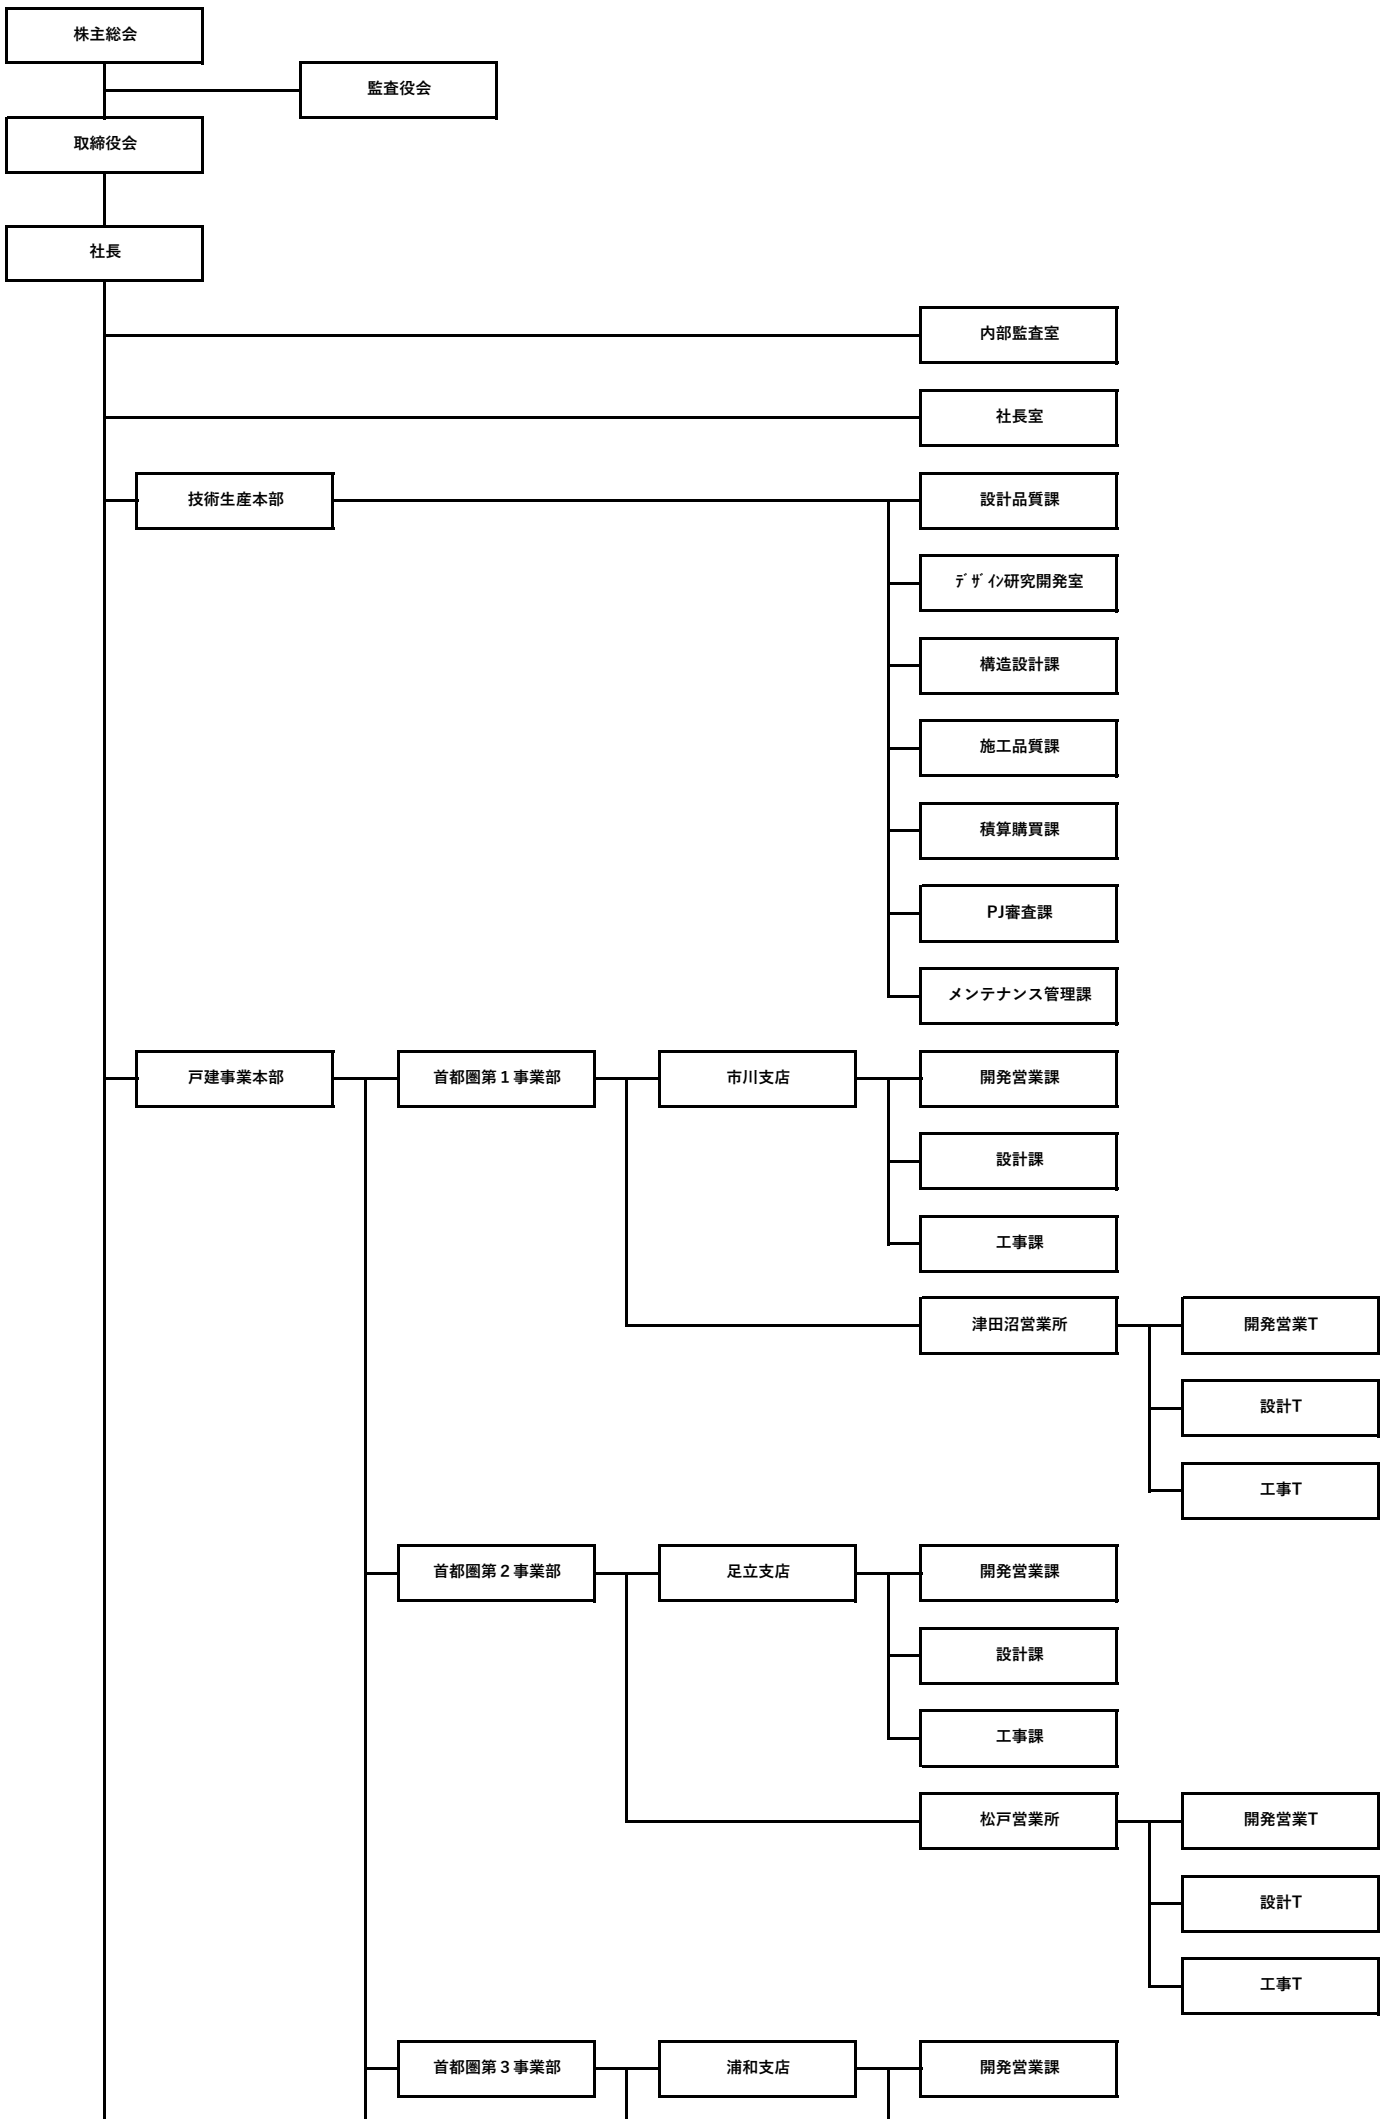 株主総会
監査役会
取締役会
社長
内部監査室
社長室
技術生産本部
設計品質課
ﾃﾞｻﾞｲﾝ研究開発室
構造設計課
施工品質課
積算購買課
PJ審査課
メンテナンス管理課
戸建事業本部
首都圏第１事業部
市川支店
開発営業課
設計課
工事課
津田沼営業所
開発営業T
設計T
工事T
首都圏第２事業部
足立支店
開発営業課
設計課
工事課
松戸営業所
開発営業T
設計T
工事T
首都圏第３事業部
浦和支店
開発営業課